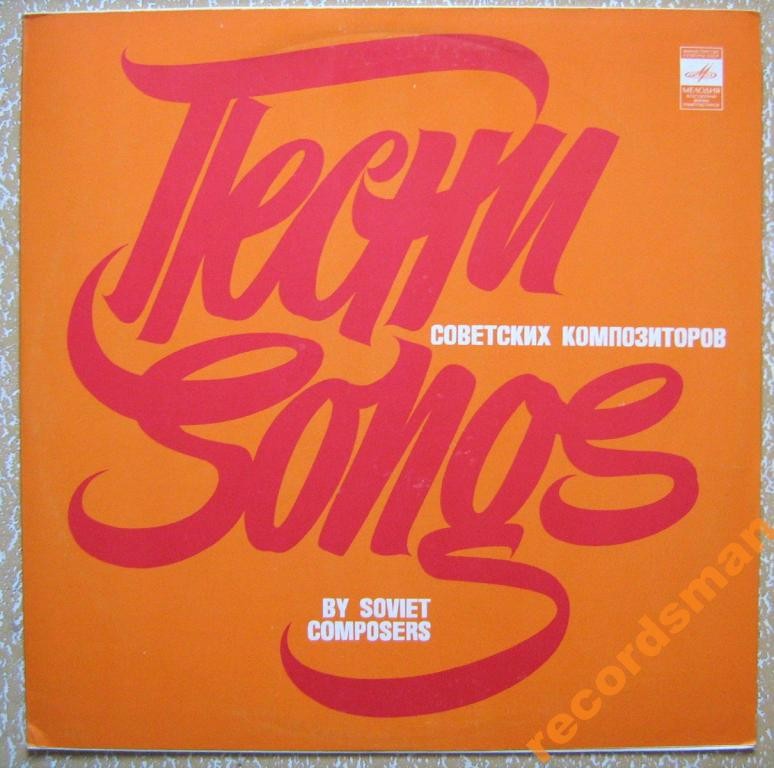 Песни
СОВЕТСКИХ КОМПОЗИТОРОВ
Songs
BY SOVIET
COMPOSERS
МЕЛОДИЯ
recordsman